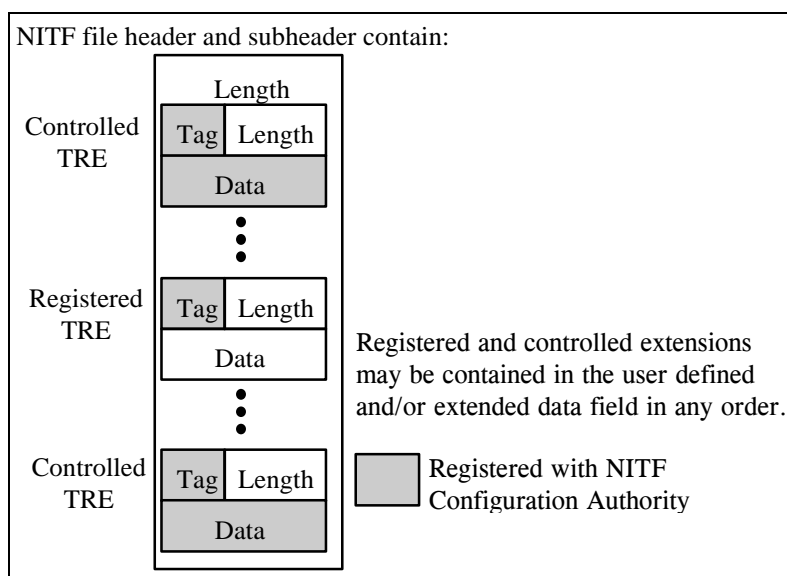 NITF file header and subheader contain:
Length
Controlled
TRE
Tag
Length
Data
Registered
TRE
Tag
Length
Data
Registered and controlled extensions
may be contained in the user defined
and/or extended data field in any order.
Controlled
TRE
Tag
Length
Data
Registered with NITF
Configuration Authority